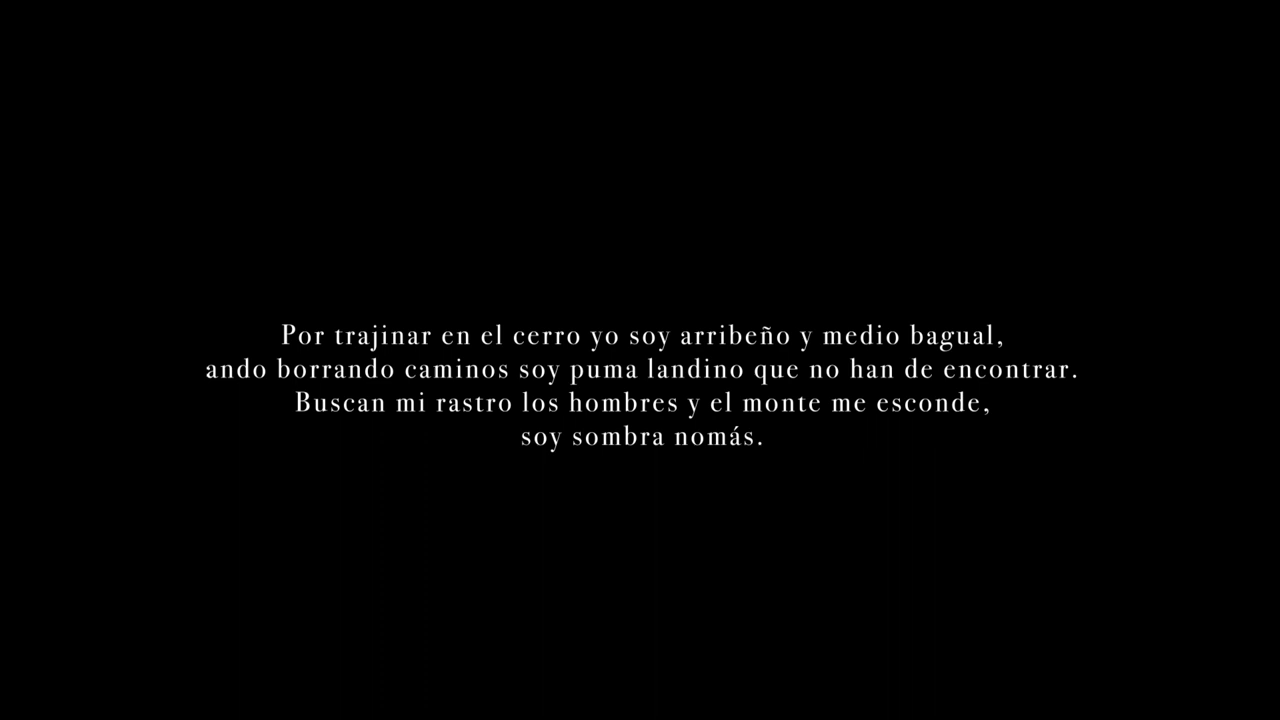 Por trajinar en el cerro yo soy arribeño y medio bagual,
ando borrando caminos soy puma landino que no han de encontrar.
Buscan mi rastro los hombres y el monte me esconde,
soy sombra nomás.